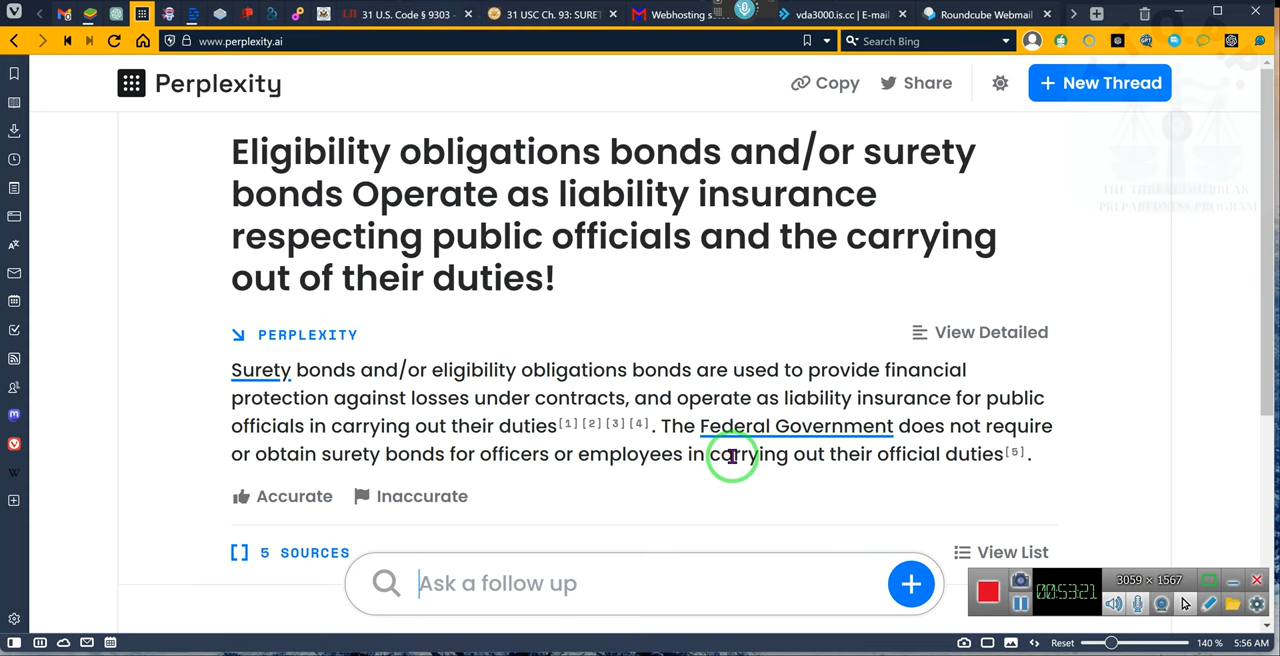 31 U.S. Code § 9303 -
31 USC Ch. 93: SURET
Webhosting s
vda3000.is.cc | E-mail
Roundcube Webmail
www.perplexity.ai
Search Bing
Perplexity
Copy
Share
+ New Thread
THE THREAT OUTBREAK
PREPAREDNESS PROGRAM
Eligibility obligations bonds and/or surety
bonds Operate as liability insurance
respecting public officials and the carrying
out of their duties!
PERPLEXITY
View Detailed
Surety bonds and/or eligibility obligations bonds are used to provide financial
protection against losses under contracts, and operate as liability insurance for public
officials in carrying out their duties[1][2][3][4]. The Federal Government does not require
or obtain surety bonds for officers or employees in carrying out their official duties[5].
Accurate
Inaccurate
5 SOURCES
View List
Ask a follow up
3059 × 1567
00:53:21
Reset
140 %
5:56 AM